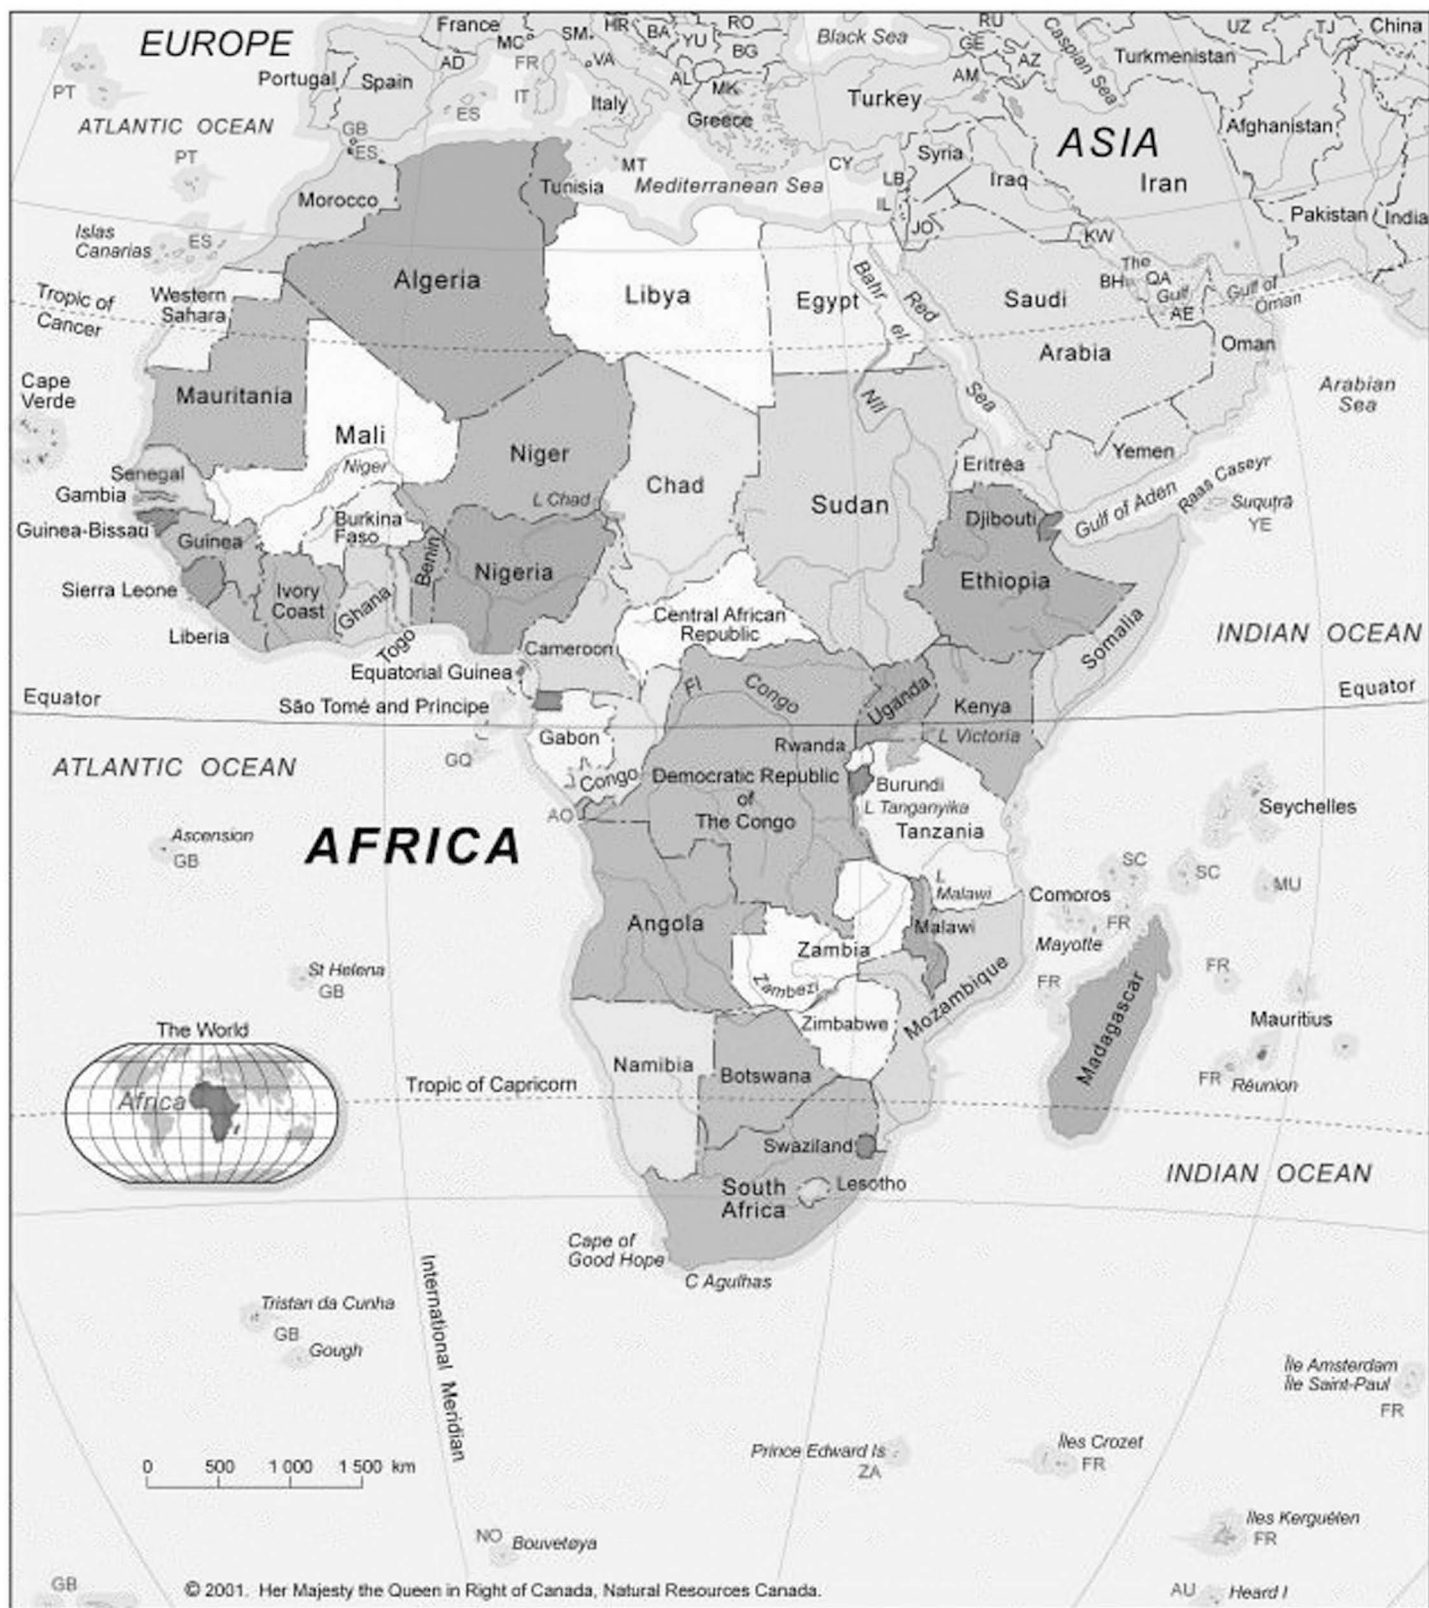 EUROPE
France
MC
SM
HR
BA
YU
RO
BG
Black Sea
RU
GE
AZ
Caspian Sea
UZ
TJ
China
Turkmenistan
AD
FR
VA
AL
MK
AM
Portugal
Spain
IT
Italy
Greece
Turkey
PT
ES
Afghanistan
ATLANTIC OCEAN
GB
ES
ASIA
PT
MT
CY
Syria
Iraq
Iran
Tunisia
Mediterranean Sea
LB
IL
Morocco
JO
Pakistan
India
KW
Islas
Canarias
ES
The
Gulf
BH
QA
AE
Gulf of
Oman
Algeria
Libya
Egypt
Bahr
el
Nil
Red
Sea
Saudi
Arabia
Oman
Western
Sahara
Tropic of
Cancer
Cape
Verde
Mauritania
Arabian
Sea
Mali
Niger
Niger
Chad
L Chad
Sudan
Eritrea
Yemen
Senegal
Gambia
Guinea-Bissau
Guinea
Burkina
Faso
Djibouti
Gulf of Aden
Raas Caseyr
Suquṭrā
YE
Sierra Leone
Ivory
Coast
Ghana
Benin
Nigeria
Ethiopia
Central African
Republic
Liberia
Togo
Cameroon
Somalia
INDIAN OCEAN
Equatorial Guinea
Equator
Equator
São Tomé and Principe
Fl
Congo
Uganda
Kenya
Gabon
Rwanda
L Victoria
GQ
ATLANTIC OCEAN
Congo
Democratic Republic
of
The Congo
Burundi
L Tanganyika
Tanzania
Seychelles
AO
AFRICA
Ascension
GB
SC
SC
MU
L
Malawi
Comoros
FR
Angola
Malawi
Mayotte
FR
Zambia
FR
St Helena
GB
Zambezi
Mozambique
Zimbabwe
Madagascar
Mauritius
The World
Africa
Namibia
Botswana
FR
Réunion
Tropic of Capricorn
Swaziland
South
Africa
Lesotho
INDIAN OCEAN
Cape of
Good Hope
C Agulhas
International Meridian
Tristan da Cunha
GB
Gough
Île Amsterdam
Île Saint-Paul
FR
0 500 1 000 1 500 km
Prince Edward Is
ZA
Îles Crozet
FR
NO
Bouvetøya
Iles Kerguélen
FR
GB
© 2001. Her Majesty the Queen in Right of Canada, Natural Resources Canada.
AU
Heard I